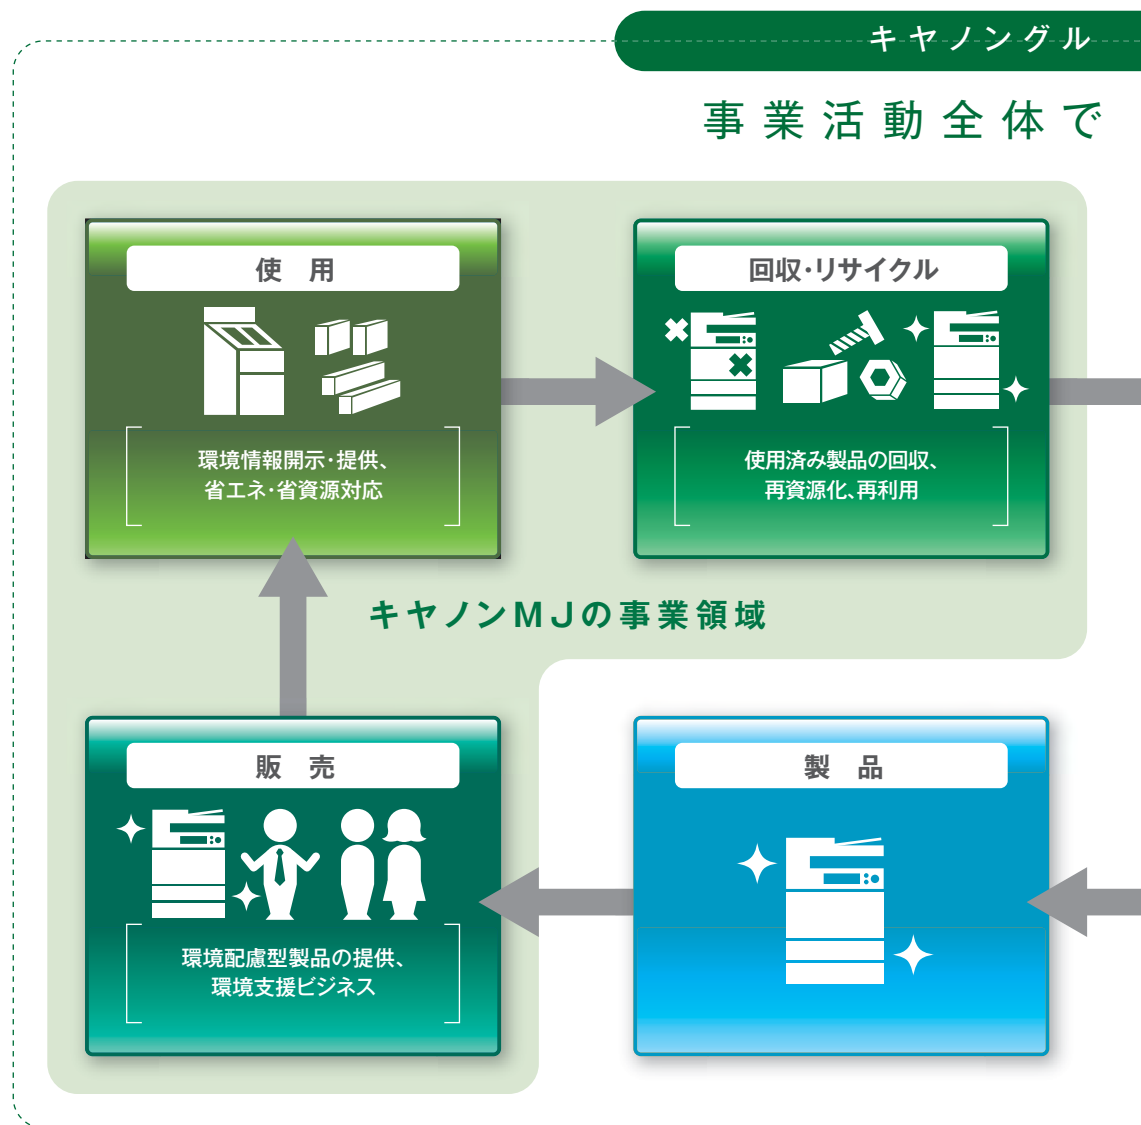 キヤノングル
事業活動全体で
使　用
環境情報開示・提供、
省エネ・省資源対応
回収・リサイクル
使用済み製品の回収、
再資源化、再利用
キヤノンMJの事業領域
販　売
環境配慮型製品の提供、
環境支援ビジネス
製　品